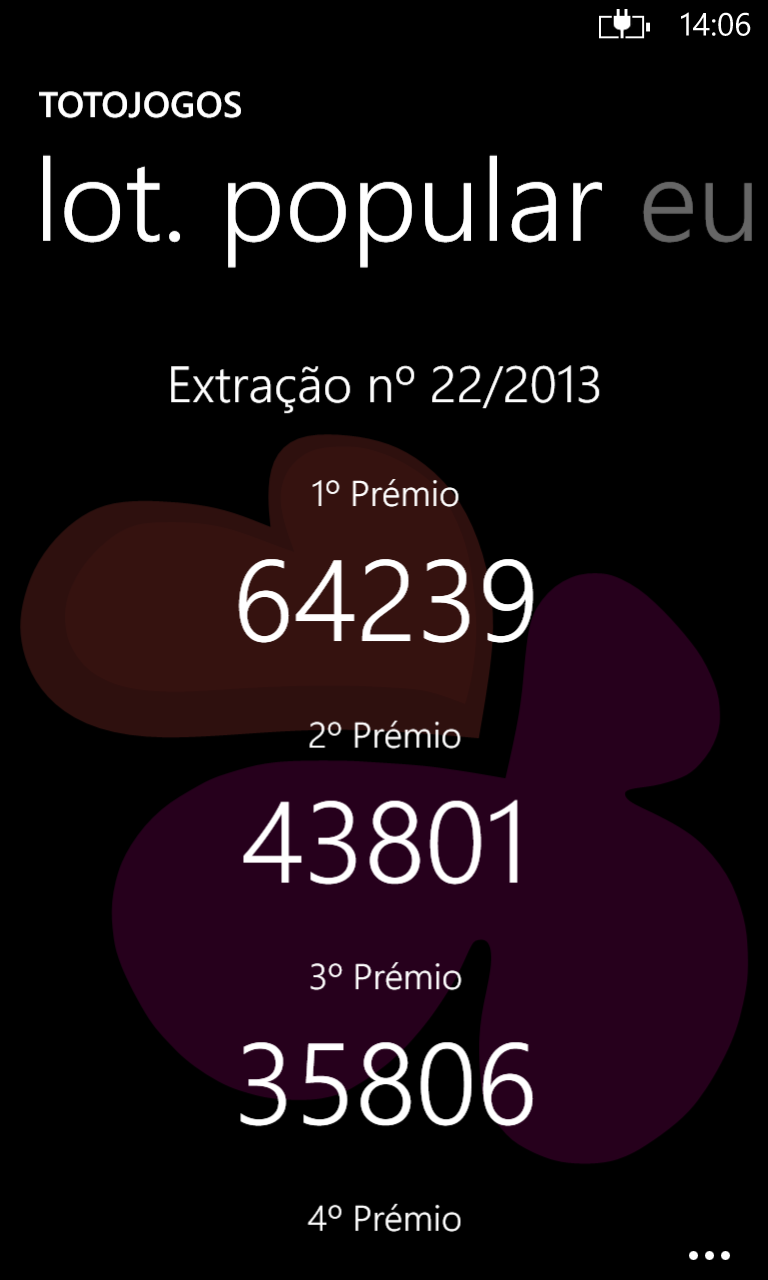 14:06
TOTOJOGOS
lot. popular eu
Extração nº 22/2013
1º Prémio
64239
2º Prémio
43801
3º Prémio
35806
4º Prémio